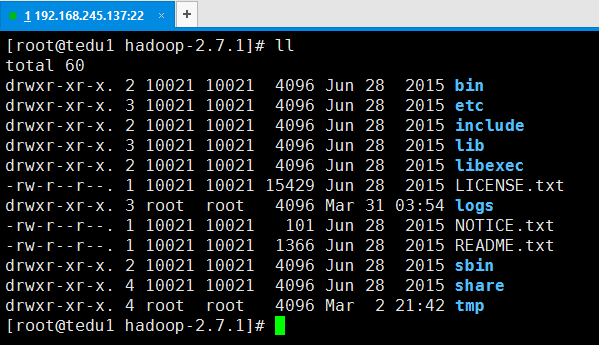 1 192.168.245.137:22 × +
[root@tedu1 hadoop-2.7.1]# ll
total 60
drwxr-xr-x. 2 10021 10021  4096 Jun 28  2015 bin
drwxr-xr-x. 3 10021 10021  4096 Jun 28  2015 etc
drwxr-xr-x. 2 10021 10021  4096 Jun 28  2015 include
drwxr-xr-x. 3 10021 10021  4096 Jun 28  2015 lib
drwxr-xr-x. 2 10021 10021  4096 Jun 28  2015 libexec
-rw-r--r--. 1 10021 10021 15429 Jun 28  2015 LICENSE.txt
drwxr-xr-x. 3 root  root   4096 Mar 31 03:54 logs
-rw-r--r--. 1 10021 10021   101 Jun 28  2015 NOTICE.txt
-rw-r--r--. 1 10021 10021  1366 Jun 28  2015 README.txt
drwxr-xr-x. 2 10021 10021  4096 Jun 28  2015 sbin
drwxr-xr-x. 4 10021 10021  4096 Jun 28  2015 share
drwxr-xr-x. 4 root  root   4096 Mar  2 21:42 tmp
[root@tedu1 hadoop-2.7.1]#